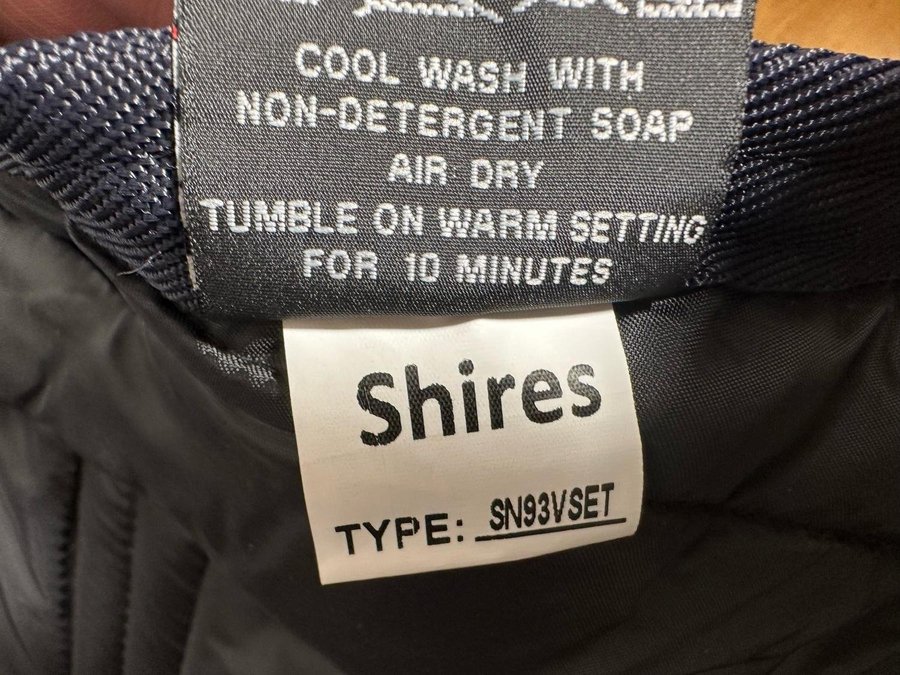 COOL WASH WITH
NON-DETERGENT SOAP
AIR DRY
TUMBLE ON WARM SETTING
FOR 10 MINUTES
Shires
TYPE: SN93VSET